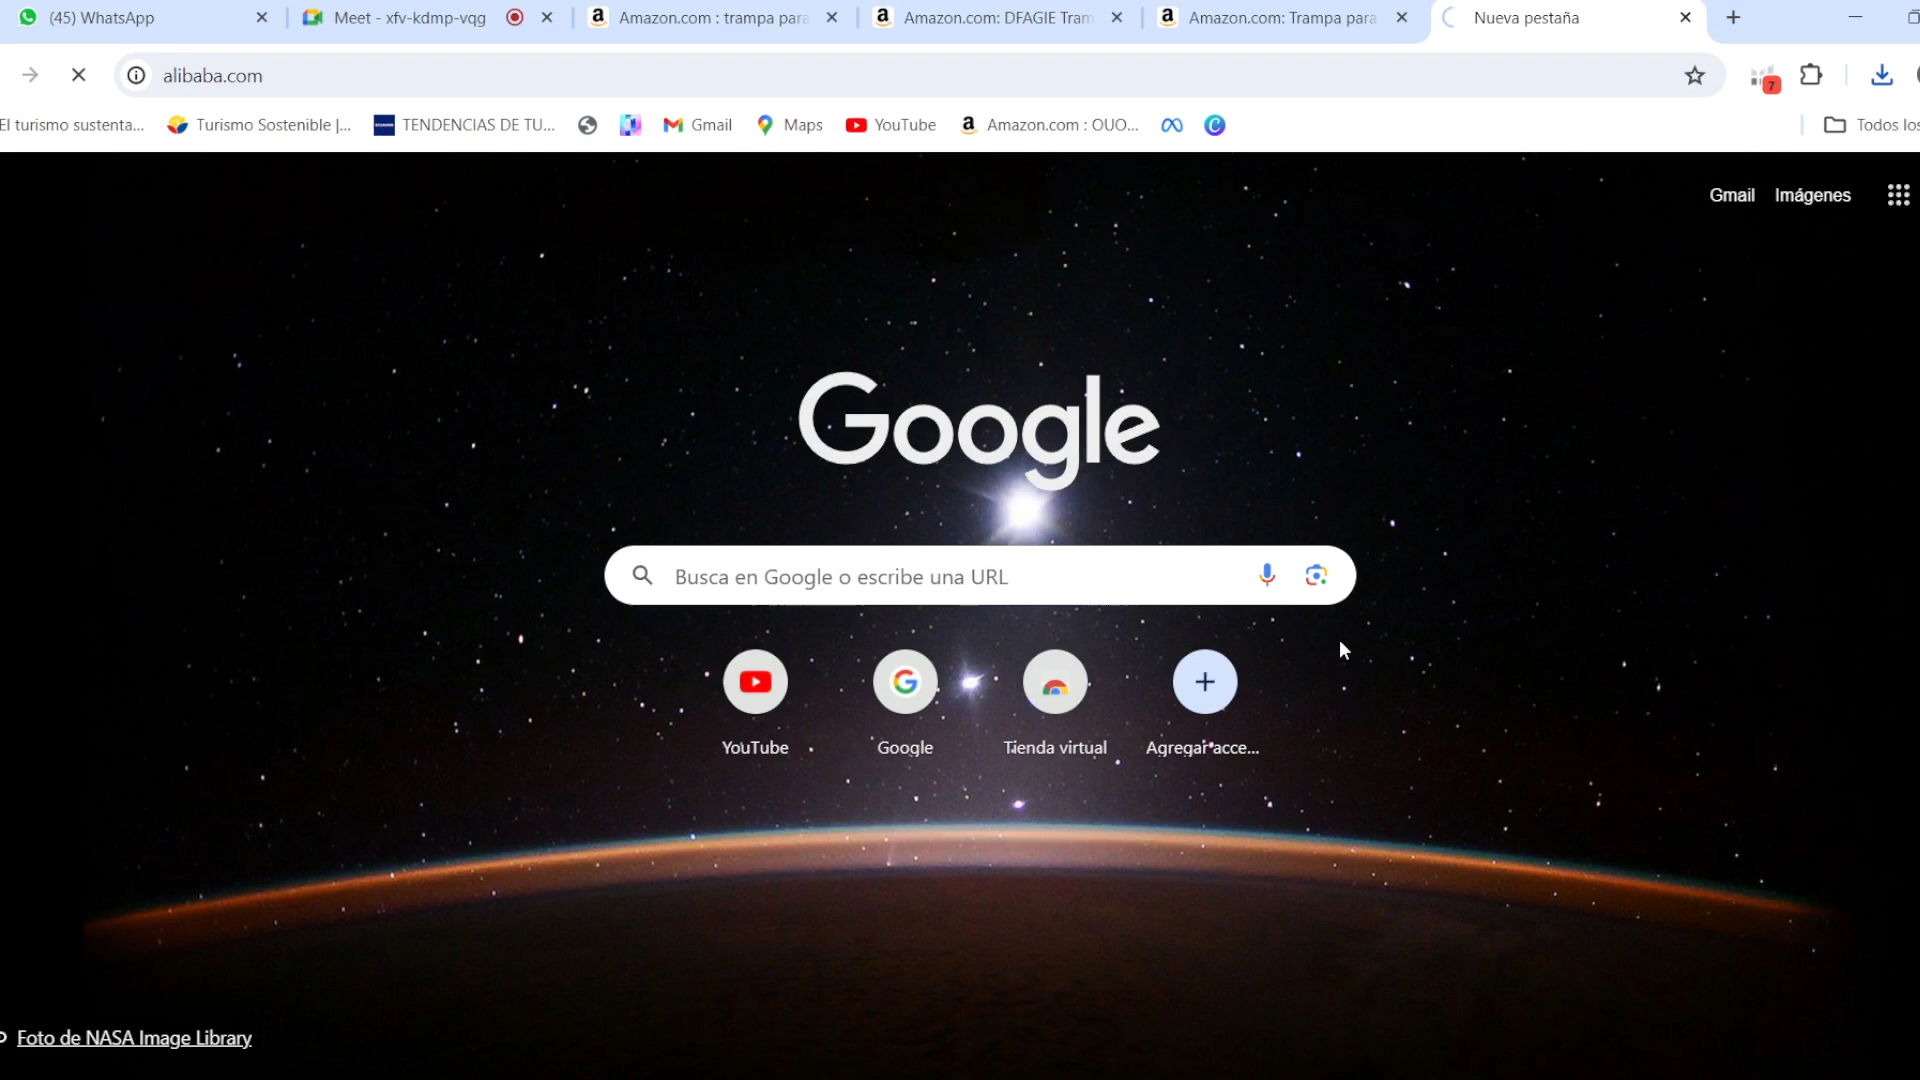 (45) WhatsApp
Meet - xfv-kdmp-vqg
Amazon.com : trampa para
Amazon.com: DFAGIE Tram
Amazon.com: Trampa para
Nueva pestaña
alibaba.com
7
El turismo sustenta...
Turismo Sostenible |...
TENDENCIAS DE TU...
Gmail
Maps
YouTube
Amazon.com : OUO...
Todos los
Gmail
Imágenes
Google
Busca en Google o escribe una URL
YouTube
Google
Tienda virtual
Agregar acce...
Foto de NASA Image Library